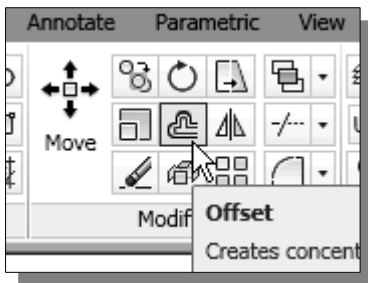 Annotate Parametric View
Move
Modif
Offset
Creates concent